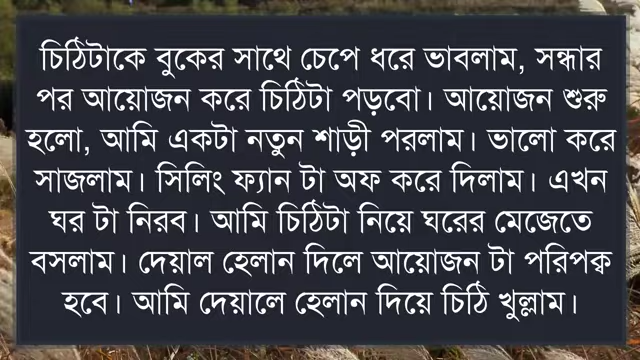 চিঠিটাকে বুকের সাথে চেপে ধরে ভাবলাম, সন্ধার
পর আয়োজন করে চিঠিটা পড়বো। আয়োজন শুরু
হলো, আমি একটা নতুন শাড়ী পরলাম। ভালো করে
সাজলাম। সিলিং ফ্যান টা অফ করে দিলাম। এখন
ঘর টা নিরব। আমি চিঠিটা নিয়ে ঘরের মেজেতে
বসলাম। দেয়াল হেলান দিলে আয়োজন টা পরিপক্ব
হবে। আমি দেয়ালে হেলান দিয়ে চিঠি খুল্লাম।